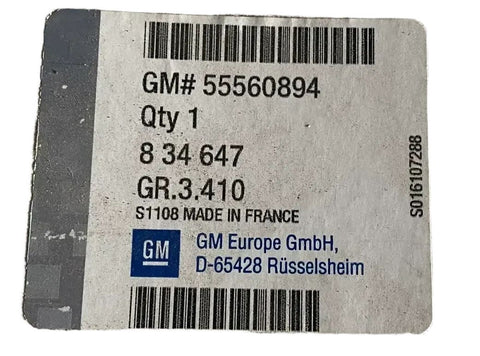 GM# 55560894
Qty 1
8 34 647
GR.3.410
S1108 MADE IN FRANCE
GM
GM Europe GmbH,
D-65428 Rüsselsheim
S016107288